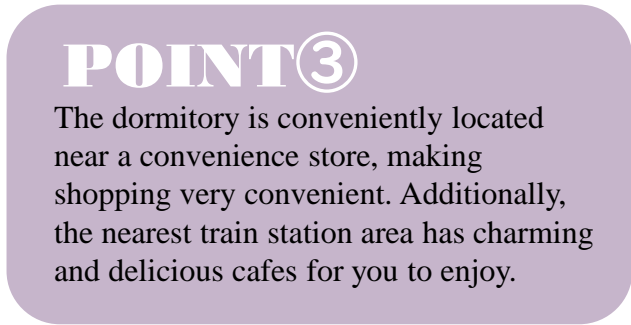 POINT③
The dormitory is conveniently located
near a convenience store, making
shopping very convenient. Additionally,
the nearest train station area has charming
and delicious cafes for you to enjoy.